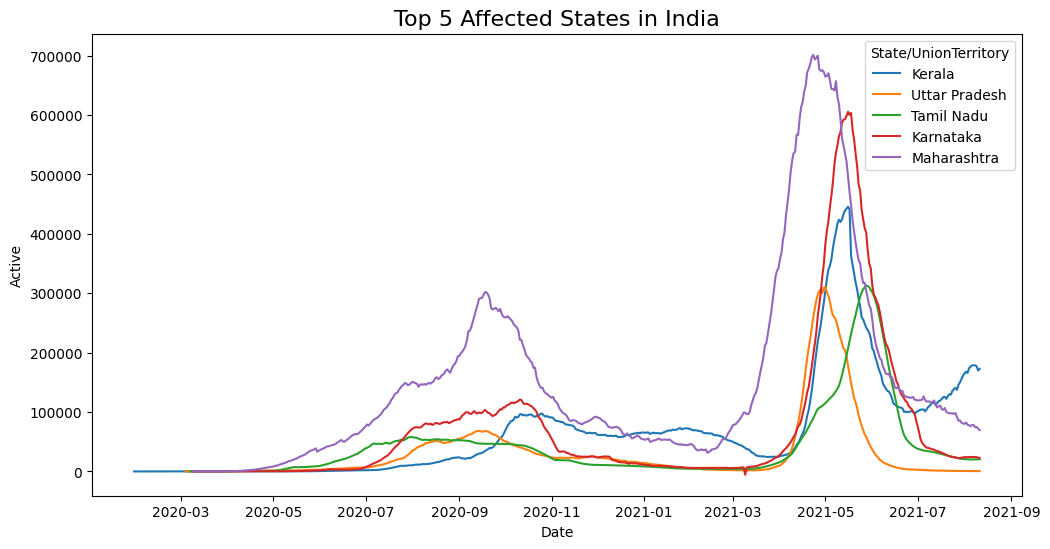 Top 5 Affected States in India
State/UnionTerritory
Kerala
Uttar Pradesh
Tamil Nadu
Karnataka
Maharashtra
Active
700000
600000
500000
400000
300000
200000
100000
0
2020-03 2020-05 2020-07 2020-09 2020-11 2021-01 2021-03 2021-05 2021-07 2021-09
Date